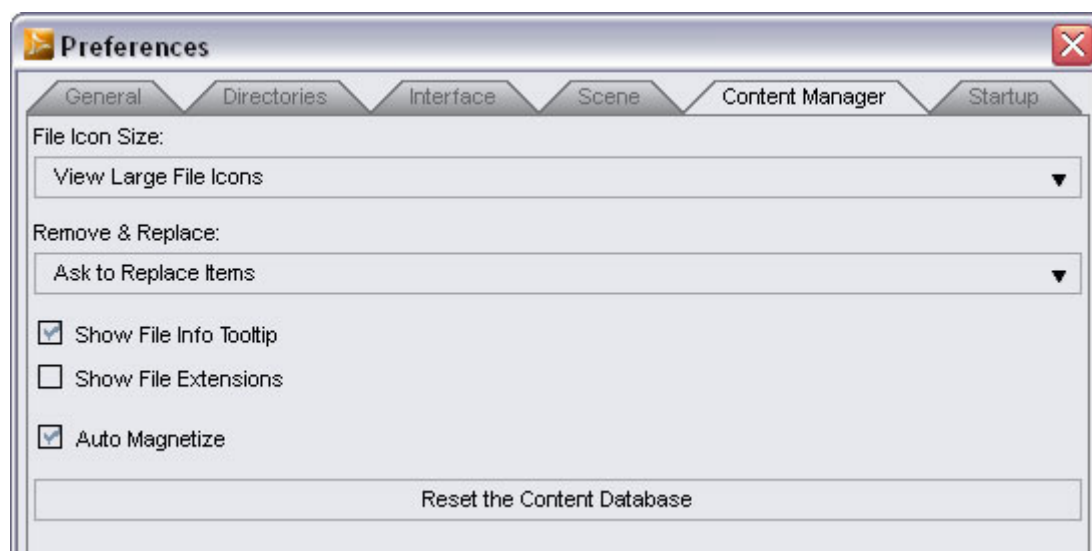 Preferences
General Directories Interface Scene Content Manager Startup
File Icon Size:
View Large File Icons
Remove & Replace:
Ask to Replace Items
Show File Info Tooltip
Show File Extensions
Auto Magnetize
Reset the Content Database